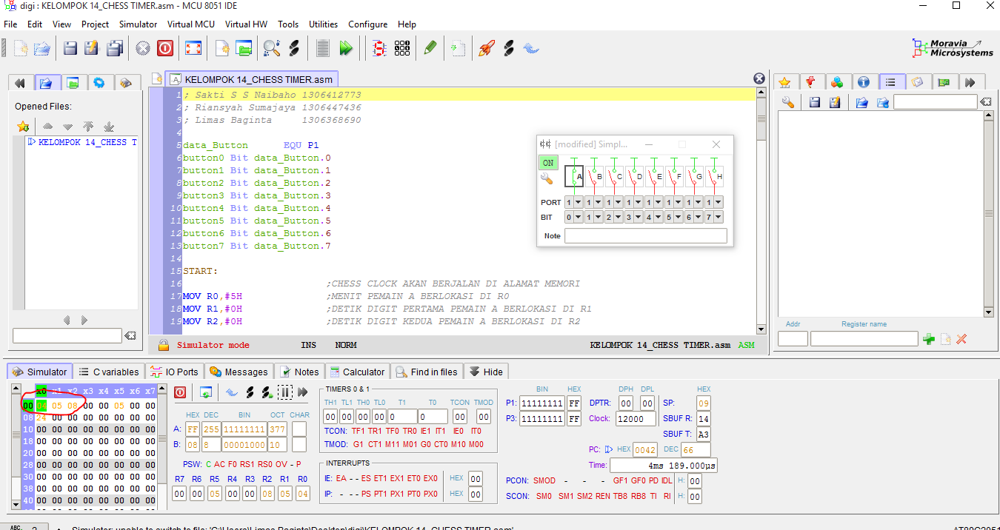 digi : KELOMPOK 14_CHESS TIMER.asm - MCU 8051 IDE
File Edit View Project Simulator Virtual MCU Virtual HW Tools Utilities Configure Help
Moravia
Microsystems
KELOMPOK 14_CHESS TIMER.asm
Opened Files:
KELOMPOK 14_CHESS T
1 ; Sakti S S Naibaho 1306412773
2 ; Riansyah Sumajaya 1306447436
3 ; Limas Baginta 1306368690
4
5 data_Button EQU P1
6 button0 Bit data_Button.0
7 button1 Bit data_Button.1
8 button2 Bit data_Button.2
9 button3 Bit data_Button.3
10 button4 Bit data_Button.4
11 button5 Bit data_Button.5
12 button6 Bit data_Button.6
13 button7 Bit data_Button.7
14
15 START:
16 ;CHESS CLOCK AKAN BERJALAN DI ALAMAT MEMORI
17 MOV R0,#5H ;MENIT PEMAIN A BERLOKASI DI R0
18 MOV R1,#0H ;DETIK DIGIT PERTAMA PEMAIN A BERLOKASI DI R1
19 MOV R2,#0H ;DETIK DIGIT KEDUA PEMAIN A BERLOKASI DI R2
[modified] Simpl...
ON
A B C D E F G H
PORT 1 1 1 1 1 1 1 1
BIT 0 1 2 3 4 5 6 7
Note
Simulator mode INS NORM KELOMPOK 14_CHESS TIMER.asm ASM
Addr Register name
Simulator C variables IO Ports Messages Notes Calculator Find in files Hide
x0 x1 x2 x3 x4 x5 x6 x7
00 04 05 08 00 00 05 00 00
08 24 00 00 00 00 00 00 00
10 00 00 00 00 00 00 00 00
18 00 00 00 00 00 00 00 00
20 00 00 00 00 00 00 00 00
28 00 00 00 00 00 00 00 00
30 00 00 00 00 00 00 00 00
38 00 00 00 00 00 00 00 00
40 00 00 00 00 00 00 00 00
HEX DEC BIN OCT CHAR
A: FF 255 11111111 377
B: 08 8 00001000 10
PSW: C AC F0 RS1 RS0 OV - P
R7 R6 R5 R4 R3 R2 R1 R0
00 00 05 00 00 08 05 04
TIMERS 0 & 1
TH1 TL1 TH0 TL0 T1 T0 TCON TMOD
00 00 00 00 0 0 00 00
TCON: TF1 TR1 TF0 TR0 IE1 IT1 IE0 IT0
TMOD: G1 CT1 M11 M01 G0 CT0 M10 M00
INTERRUPTS
IE: EA - - ES ET1 EX1 ET0 EX0 HEX 00
IP: - - - PS PT1 PX1 PT0 PX0 HEX 00
BIN HEX
P1: 11111111 FF
P3: 11111111 FF
DPH DPL
DPTR: 00 00
Clock: 12000
HEX
SP: 09
SBUF R: 14
SBUF T: A3
PC: HEX 0042 DEC 66
Time: 4ms 189.000µs
PCON: SMOD - - - GF1 GF0 PD IDL H: 00
SCON: SM0 SM1 SM2 REN TB8 RB8 TI RI H: 00
ABC
Simulator: unable to switch to file: 'C:\Users\Limas Baginta\Desktop\digi\KELOMPOK 14_CHESS TIMER.asm'
AT89C2051